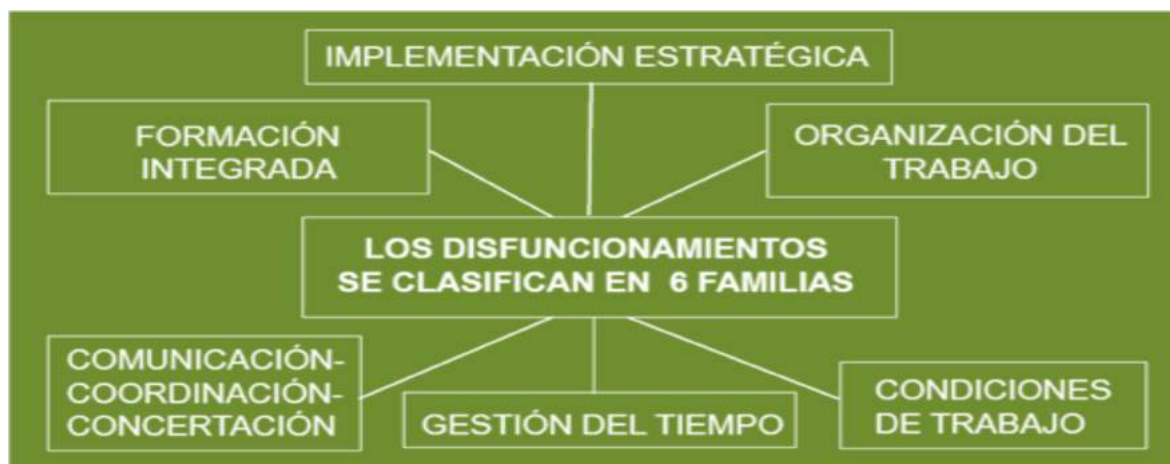 IMPLEMENTACIÓN ESTRATÉGICA
FORMACIÓN
INTEGRADA
ORGANIZACIÓN DEL
TRABAJO
LOS DISFUNCIONAMIENTOS
SE CLASIFICAN EN 6 FAMILIAS
COMUNICACIÓN-
COORDINACIÓN-
CONCERTACIÓN
GESTIÓN DEL TIEMPO
CONDICIONES
DE TRABAJO